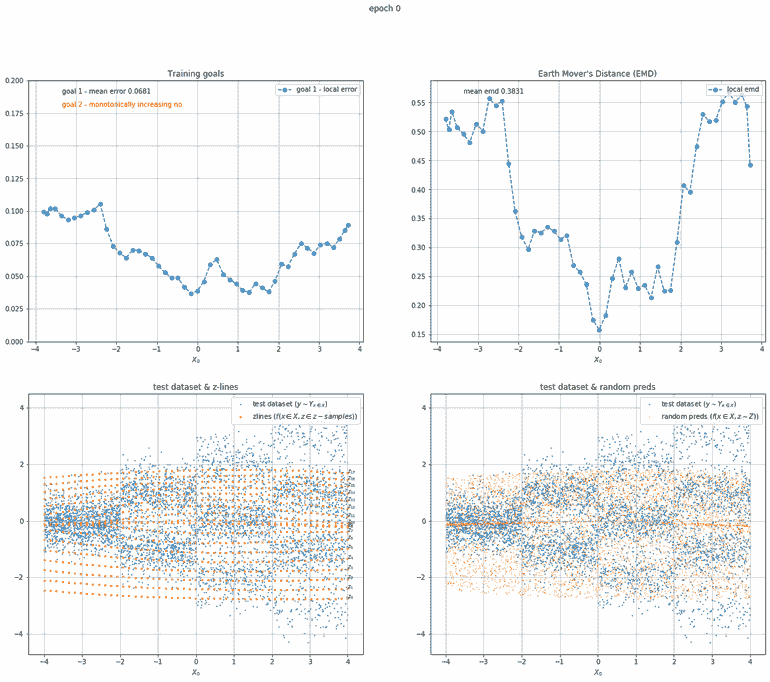 epoch 0
Training goals
goal 1 - mean error 0.0681
goal 2 - monotonically increasing no
goal 1 - local error
0.200
0.175
0.150
0.125
0.100
0.075
0.050
0.025
0.000
−4 −3 −2 −1 0 1 2 3 4
X₀
Earth Mover's Distance (EMD)
mean emd 0.3831
local emd
0.55
0.50
0.45
0.40
0.35
0.30
0.25
0.20
0.15
−4 −3 −2 −1 0 1 2 3 4
X₀
test dataset & z-lines
test dataset (y ~ Yₓ∈ₓ)
zlines (f(x ∈ X, z ∈ z − samples))
4
2
0
−2
−4
−4 −3 −2 −1 0 1 2 3 4
X₀
test dataset & random preds
test dataset (y ~ Yₓ∈ₓ)
random preds (f(x ∈ X, z ~ Z))
4
2
0
−2
−4
−4 −3 −2 −1 0 1 2 3 4
X₀